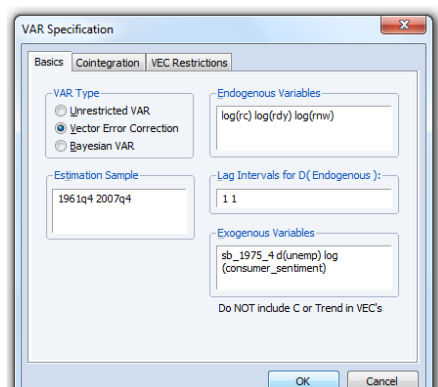 VAR Specification
x
Basics Cointegration VEC Restrictions
VAR Type
Unrestricted VAR
Vector Error Correction
Bayesian VAR
Endogenous Variables
log(rc) log(rdy) log(rnw)
Estimation Sample
1961q4 2007q4
Lag Intervals for D( Endogenous ):
1 1
Exogenous Variables
sb_1975_4 d(unemp) log
(consumer_sentiment)
Do NOT include C or Trend in VEC's
OK Cancel